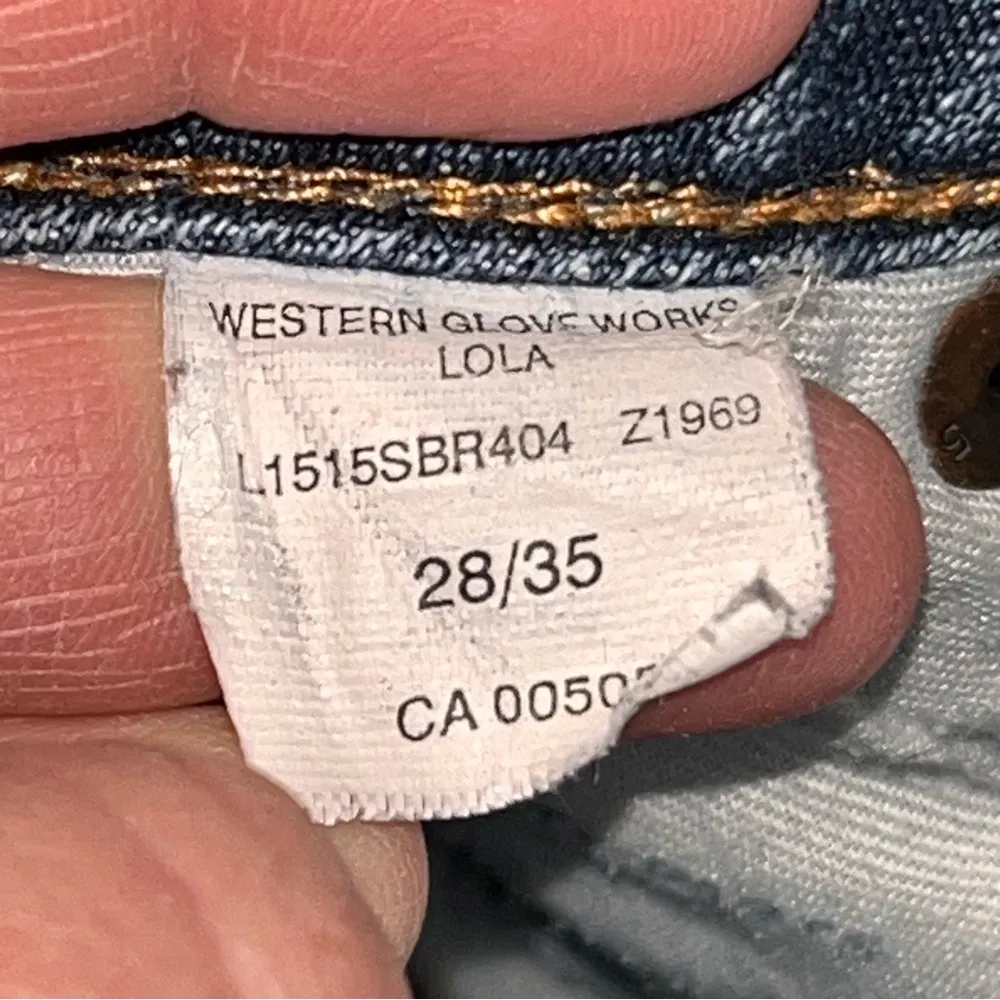 WESTERN GLOVE WORKS
LOLA
L1515SBR404 Z1969
28/35
CA 0050